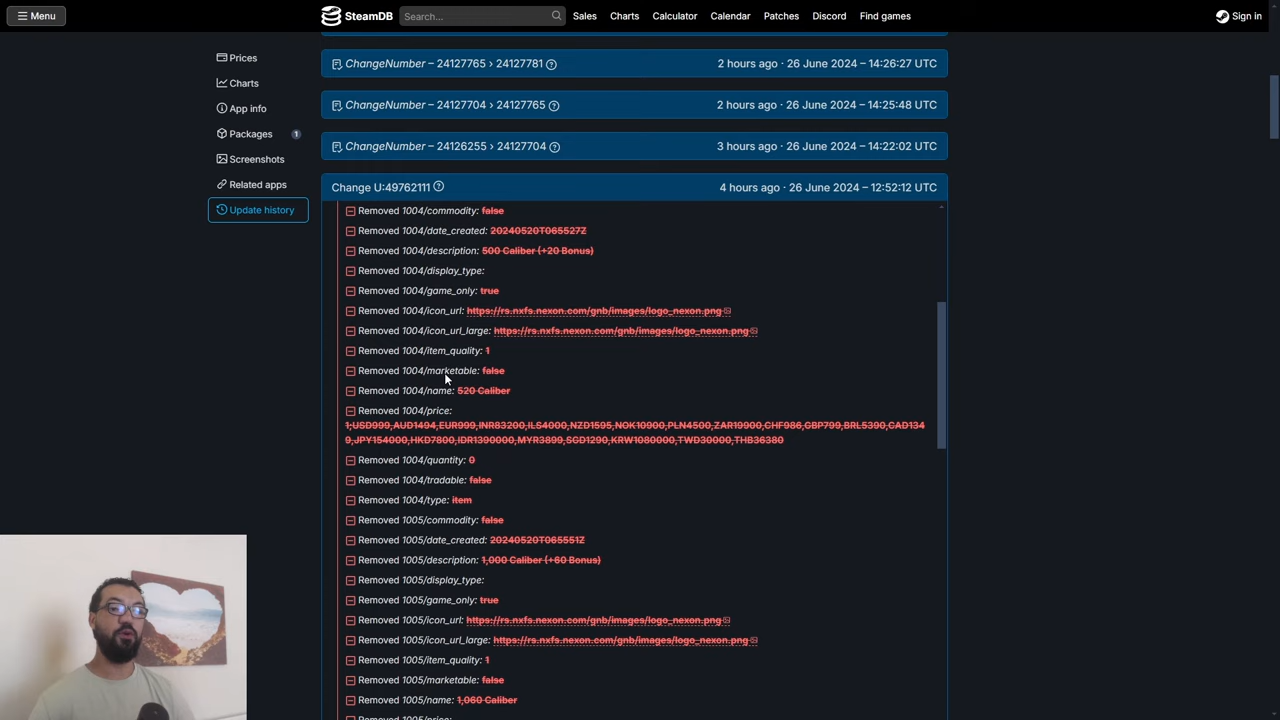 Menu
SteamDB
Search...
Sales
Charts
Calculator
Calendar
Patches
Discord
Find games
Sign in
Prices
Charts
App info
Packages 1
Screenshots
Related apps
Update history
ChangeNumber – 24127765 › 24127781
2 hours ago · 26 June 2024 – 14:26:27 UTC
ChangeNumber – 24127704 › 24127765
2 hours ago · 26 June 2024 – 14:25:48 UTC
ChangeNumber – 24126255 › 24127704
3 hours ago · 26 June 2024 – 14:22:02 UTC
Change U:49762111
4 hours ago · 26 June 2024 – 12:52:12 UTC
Removed 1004/commodity: false
Removed 1004/date_created: 20240520T065527Z
Removed 1004/description: 500 Caliber (+20 Bonus)
Removed 1004/display_type:
Removed 1004/game_only: true
Removed 1004/icon_url: https://rs.nxfs.nexon.com/gnb/images/logo_nexon.png
Removed 1004/icon_url_large: https://rs.nxfs.nexon.com/gnb/images/logo_nexon.png
Removed 1004/item_quality: 1
Removed 1004/marketable: false
Removed 1004/name: 520 Caliber
Removed 1004/price:
1;USD999,AUD1494,EUR999,INR83200,ILS4000,NZD1595,NOK10900,PLN4500,ZAR19900,CHF986,GBP799,BRL5390,CAD134
9,JPY154000,HKD7800,IDR1390000,MYR3899,SGD1290,KRW1080000,TWD30000,THB36380
Removed 1004/quantity: 0
Removed 1004/tradable: false
Removed 1004/type: item
Removed 1005/commodity: false
Removed 1005/date_created: 20240520T065551Z
Removed 1005/description: 1,000 Caliber (+60 Bonus)
Removed 1005/display_type:
Removed 1005/game_only: true
Removed 1005/icon_url: https://rs.nxfs.nexon.com/gnb/images/logo_nexon.png
Removed 1005/icon_url_large: https://rs.nxfs.nexon.com/gnb/images/logo_nexon.png
Removed 1005/item_quality: 1
Removed 1005/marketable: false
Removed 1005/name: 1,060 Caliber
Removed 1005/price: